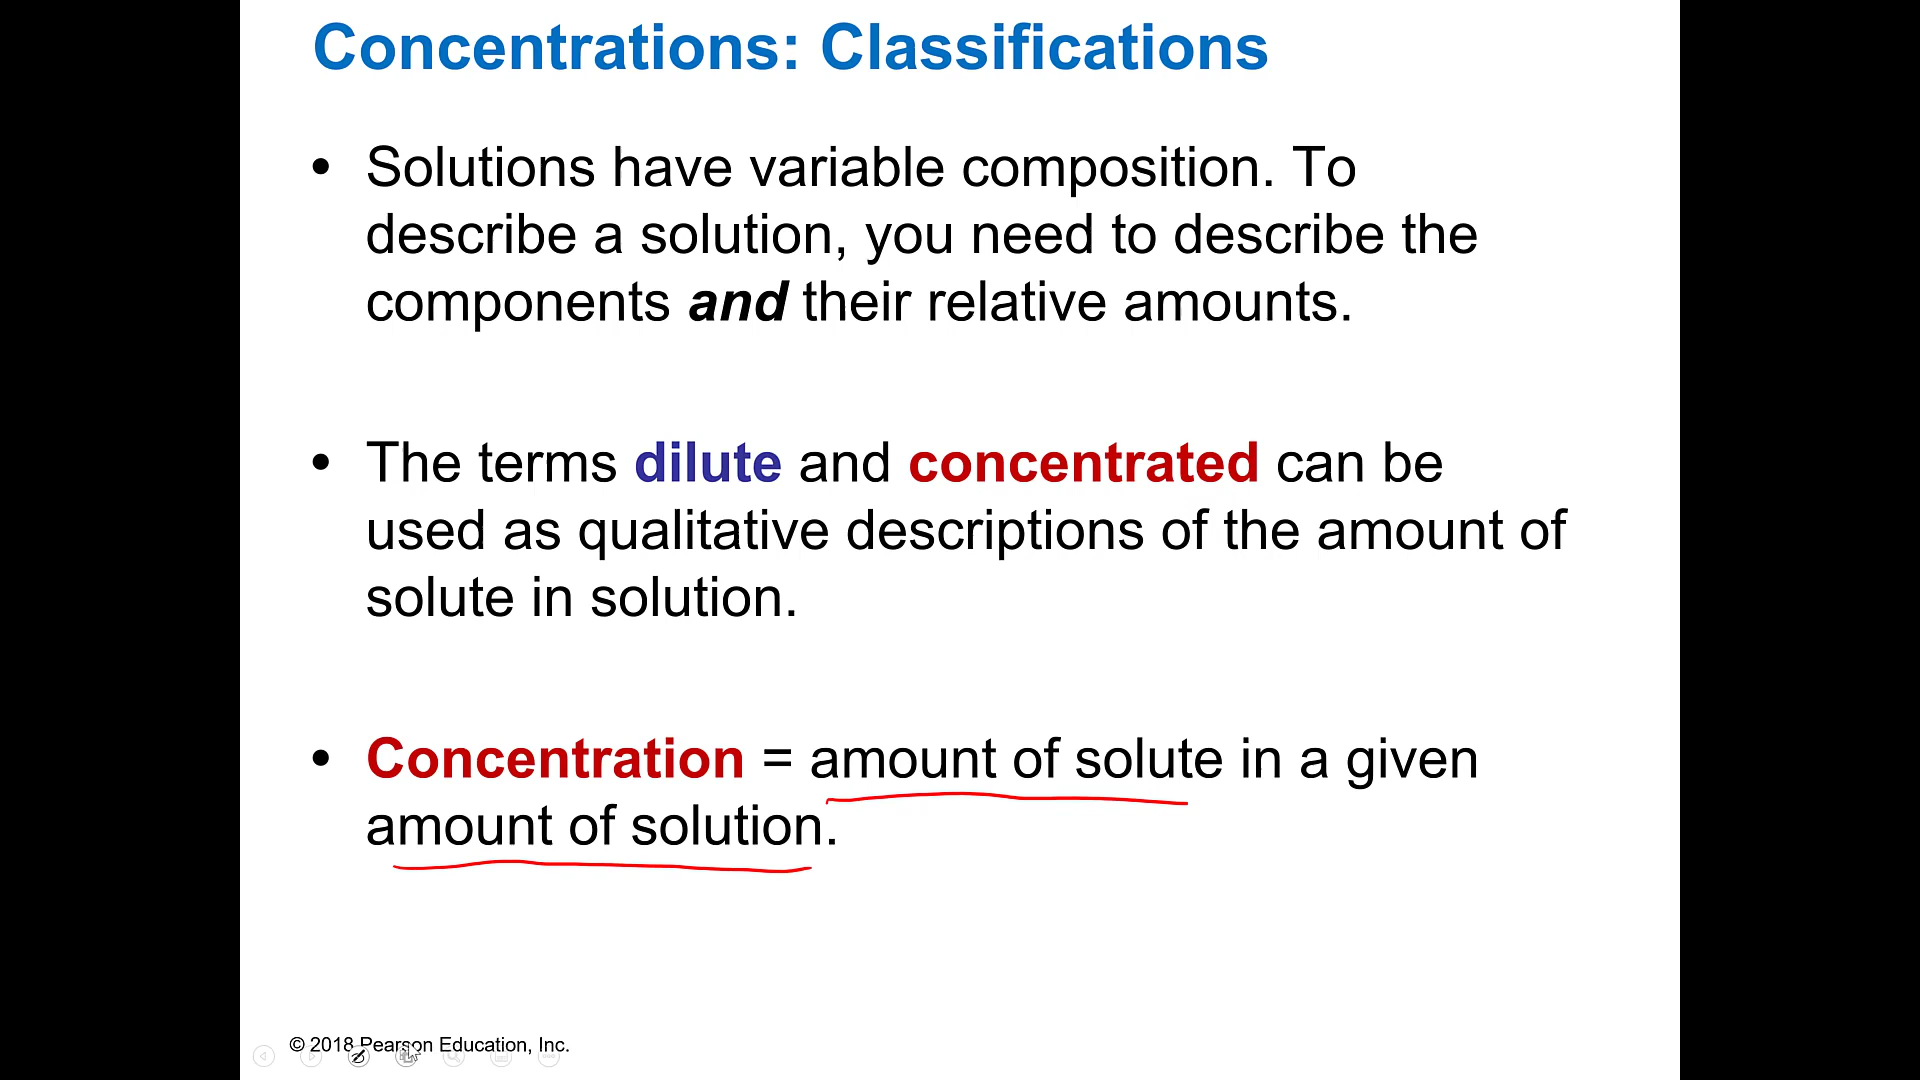 Concentrations: Classifications
• Solutions have variable composition. To
describe a solution, you need to describe the
components and their relative amounts.
• The terms dilute and concentrated can be
used as qualitative descriptions of the amount of
solute in solution.
• Concentration = amount of solute in a given
amount of solution.
© 2018 Pearson Education, Inc.